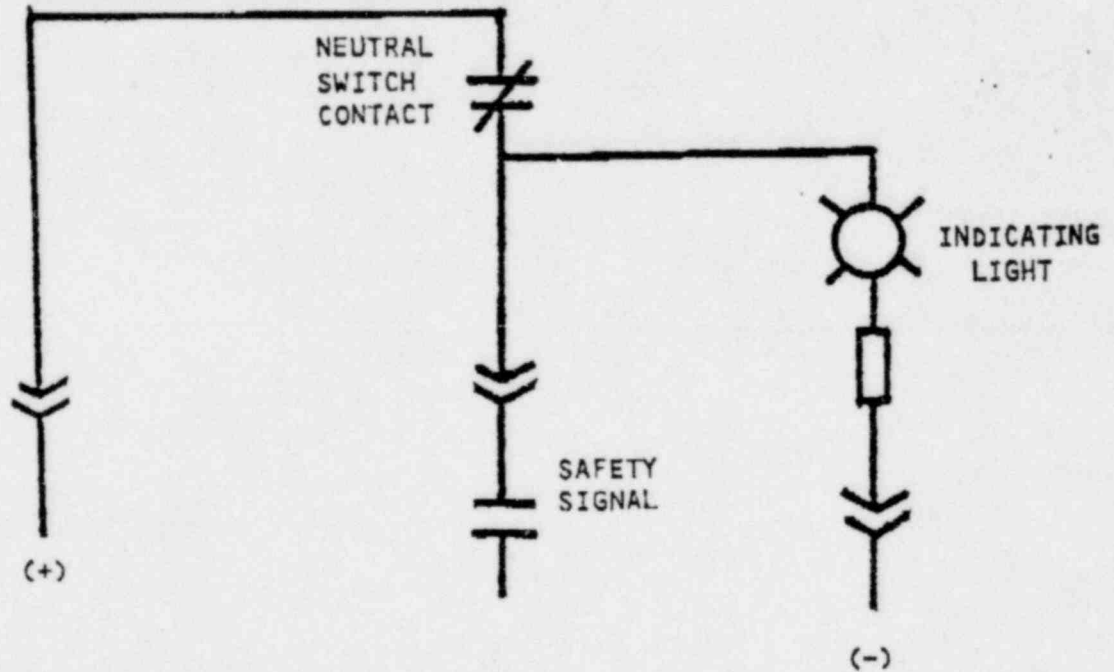 NEUTRAL
SWITCH
CONTACT
INDICATING
LIGHT
SAFETY
SIGNAL
(+)
(-)